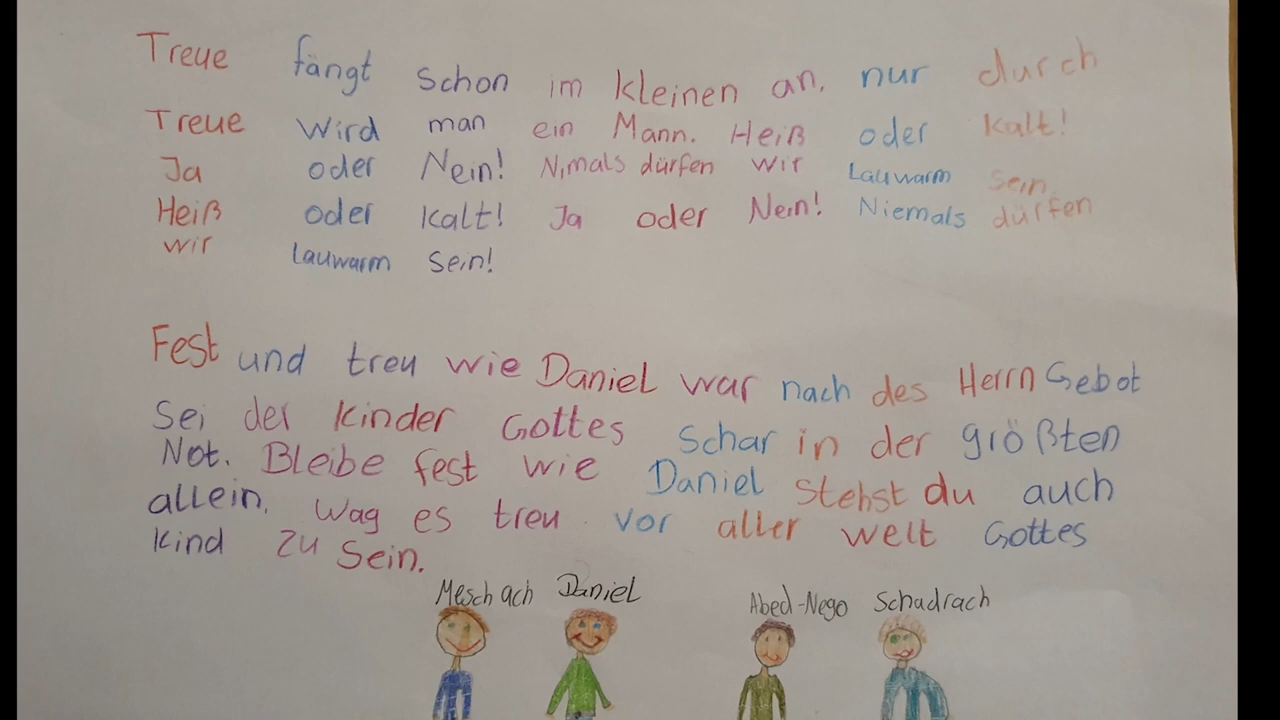 Treue fängt schon im kleinen an, nur durch
Treue wird man ein Mann. Heiß oder Kalt!
Ja oder Nein! Nimals dürfen wir Lauwarm sein
Heiß oder Kalt! Ja oder Nein! Niemals dürfen
wir lauwarm sein!
Fest und treu wie Daniel war nach des Herrn Gebot
Sei der Kinder Gottes Schar in der größten
Not. Bleibe fest wie Daniel stehst du auch
allein, Wag es treu vor aller welt Gottes
Kind zu Sein.
Meschach Daniel Abed-Nego Schadrach